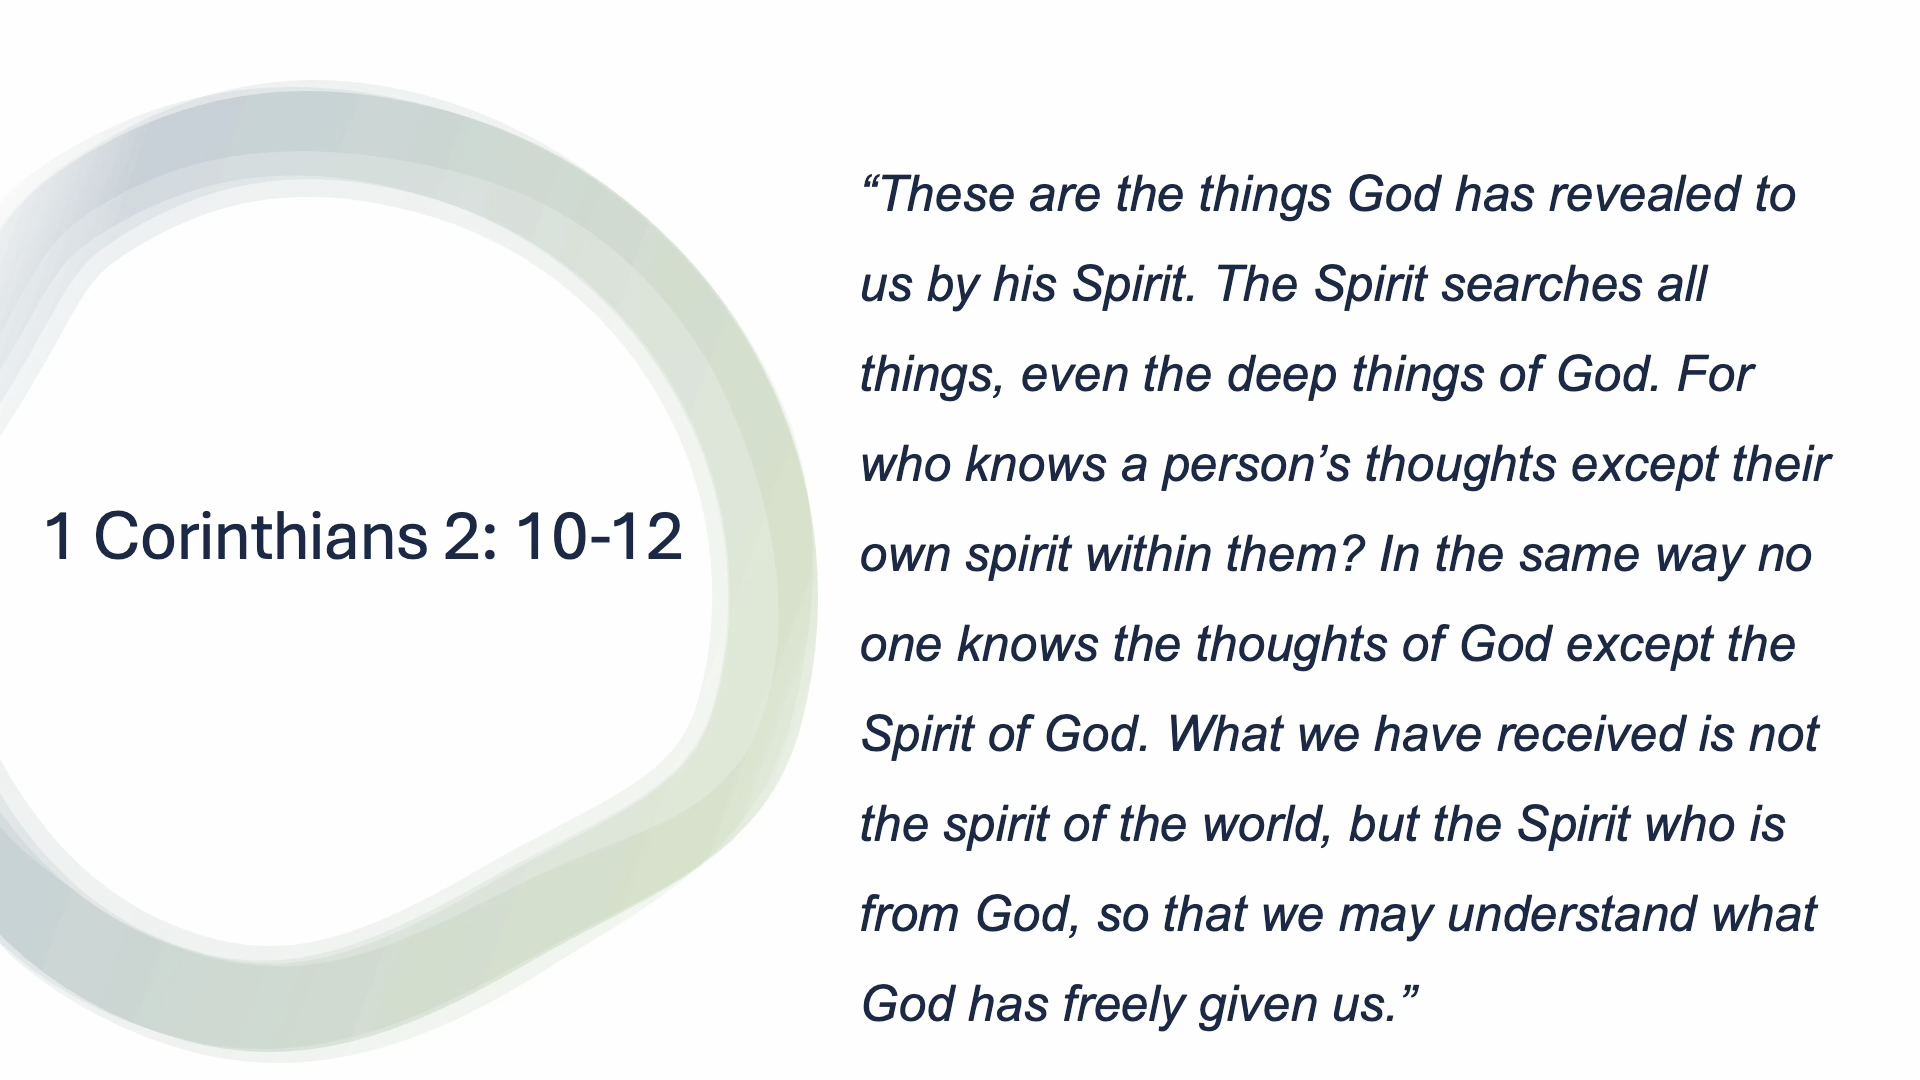 1 Corinthians 2: 10-12
“These are the things God has revealed to
us by his Spirit. The Spirit searches all
things, even the deep things of God. For
who knows a person’s thoughts except their
own spirit within them? In the same way no
one knows the thoughts of God except the
Spirit of God. What we have received is not
the spirit of the world, but the Spirit who is
from God, so that we may understand what
God has freely given us.”